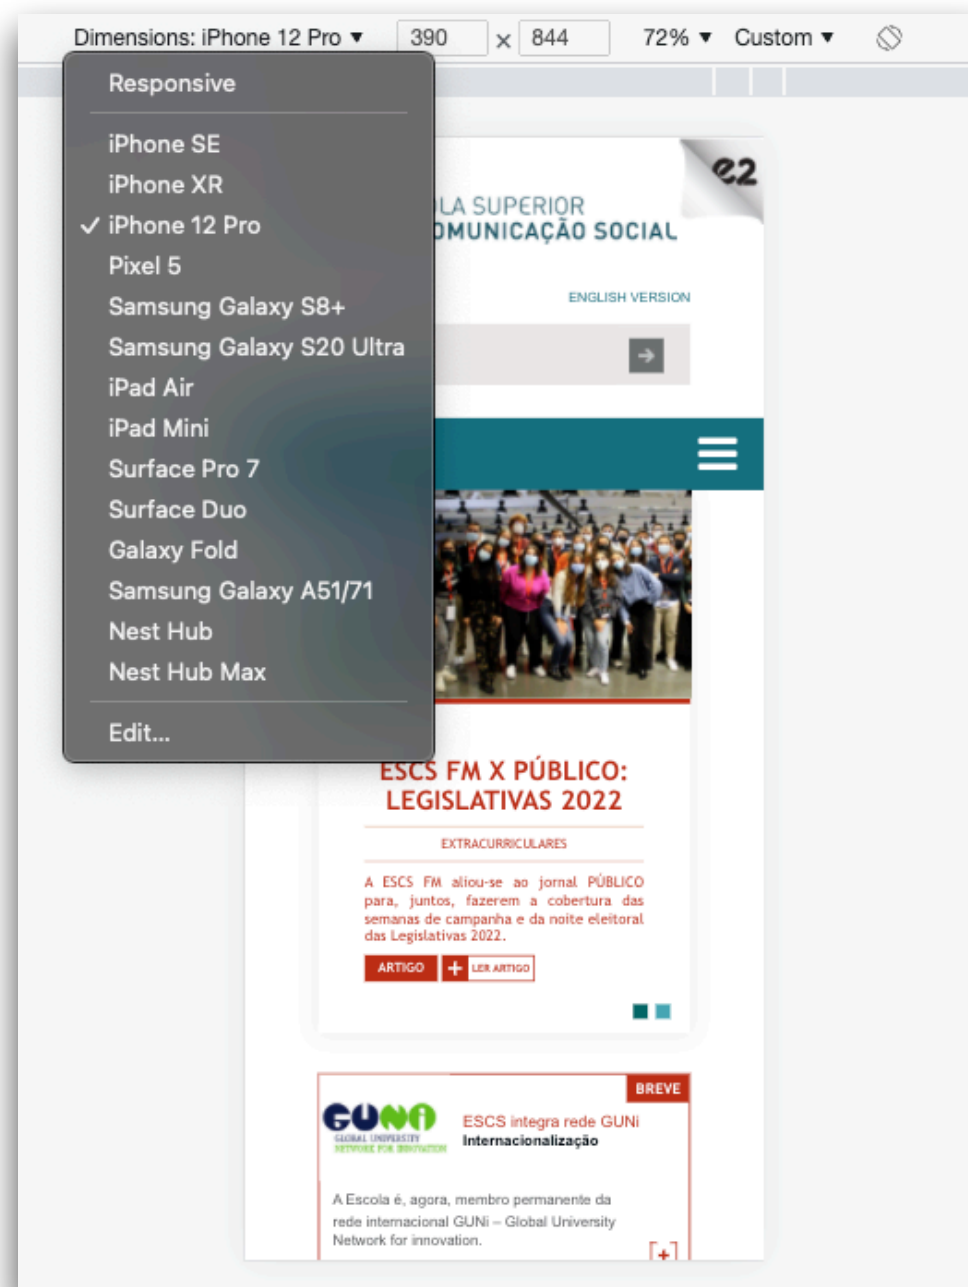 Dimensions: iPhone 12 Pro ▼ 390 × 844 72% ▼ Custom ▼
Responsive
iPhone SE
iPhone XR
✓ iPhone 12 Pro
Pixel 5
Samsung Galaxy S8+
Samsung Galaxy S20 Ultra
iPad Air
iPad Mini
Surface Pro 7
Surface Duo
Galaxy Fold
Samsung Galaxy A51/71
Nest Hub
Nest Hub Max
Edit...
e2
LA SUPERIOR
OMUNICAÇÃO SOCIAL
ENGLISH VERSION
ESCS FM X PÚBLICO:
LEGISLATIVAS 2022
EXTRACURRICULARES
A ESCS FM aliou-se ao jornal PÚBLICO
para, juntos, fazerem a cobertura das
semanas de campanha e da noite eleitoral
das Legislativas 2022.
ARTIGO + LER ARTIGO
BREVE
GUNi
GLOBAL UNIVERSITY
NETWORK FOR INNOVATION
ESCS integra rede GUNi
Internacionalização
A Escola é, agora, membro permanente da
rede internacional GUNi – Global University
Network for innovation.
[+]